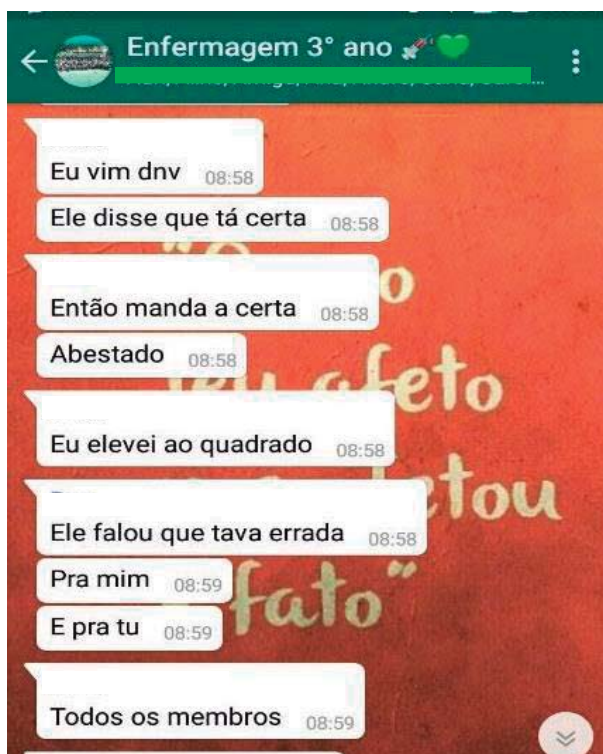 Enfermagem 3° ano
Eu vim dnv 08:58
Ele disse que tá certa 08:58
Então manda a certa 08:58
Abestado 08:58
afeto
Eu elevei ao quadrado 08:58
Ele falou que tava errada 08:58
Pra mim 08:59
fato”
E pra tu 08:59
Todos os membros 08:59